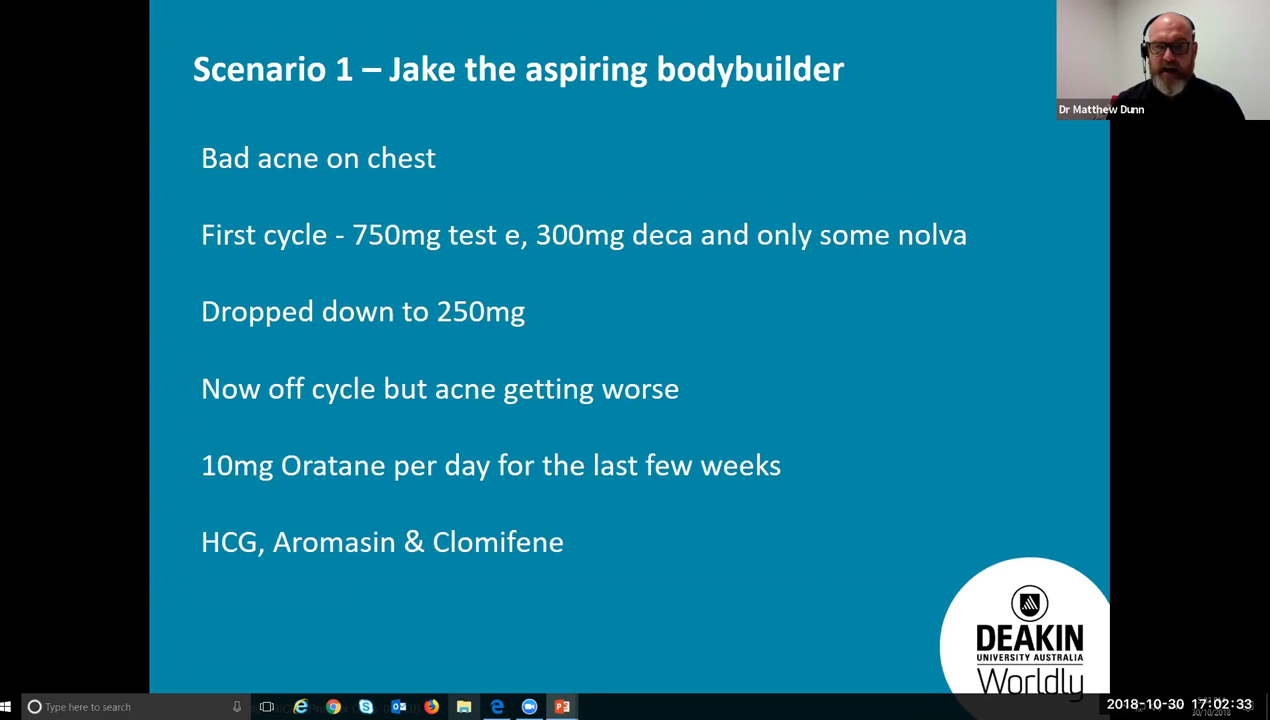 Scenario 1 – Jake the aspiring bodybuilder
Dr Matthew Dunn
Bad acne on chest
First cycle - 750mg test e, 300mg deca and only some nolva
Dropped down to 250mg
Now off cycle but acne getting worse
10mg Oratane per day for the last few weeks
HCG, Aromasin & Clomifene
DEAKIN
UNIVERSITY AUSTRALIA
Worldly
Type here to search
2018-10-30 17:02:33
30/10/2018